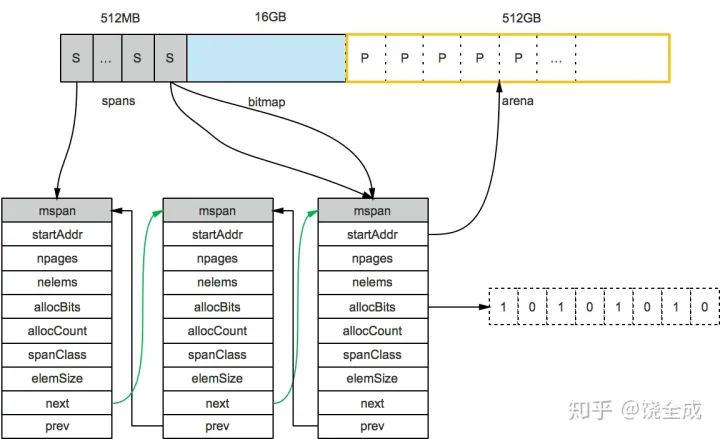 512MB 16GB 512GB
S ... S S P P P P P ...
spans bitmap arena
mspan mspan mspan
startAddr startAddr startAddr
npages npages npages
nelems nelems nelems
allocBits allocBits allocBits 1 0 1 0 1 0 1 0
allocCount allocCount allocCount
spanClass spanClass spanClass
elemSize elemSize elemSize
next next next
prev prev prev
知乎 @饶全成